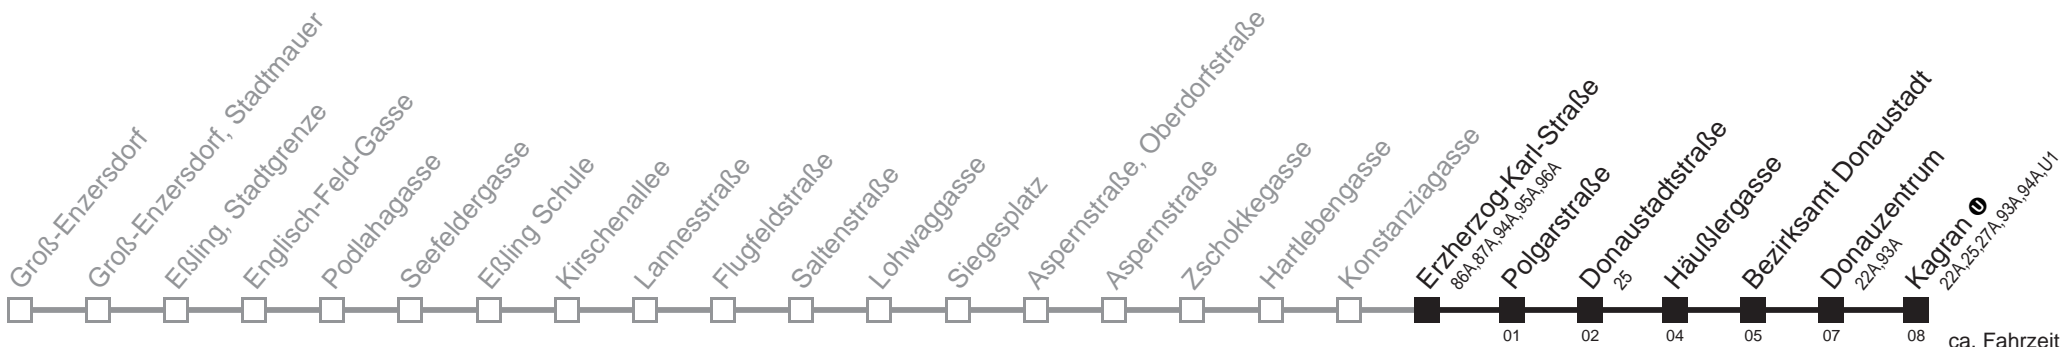 Groß-Enzersdorf
Groß-Enzersdorf, Stadtmauer
Eßling, Stadtgrenze
Englisch-Feld-Gasse
Podlahagasse
Seefeldergasse
Eßling Schule
Kirschenallee
Lannesstraße
Flugfeldstraße
Saltenstraße
Lohwaggasse
Siegesplatz
Aspernstraße, Oberdorfstraße
Aspernstraße
Zschokkegasse
Hartlebengasse
Konstanziagasse
Erzherzog-Karl-Straße
86A,87A,94A,95A,96A
Polgarstraße
Donaustadtstraße
25
Häußlergasse
Bezirksamt Donaustadt
Donauzentrum
22A,93A
Kagran U
22A,25,27A,93A,94A,U1
01 02 04 05 07 08 ca. Fahrzeit